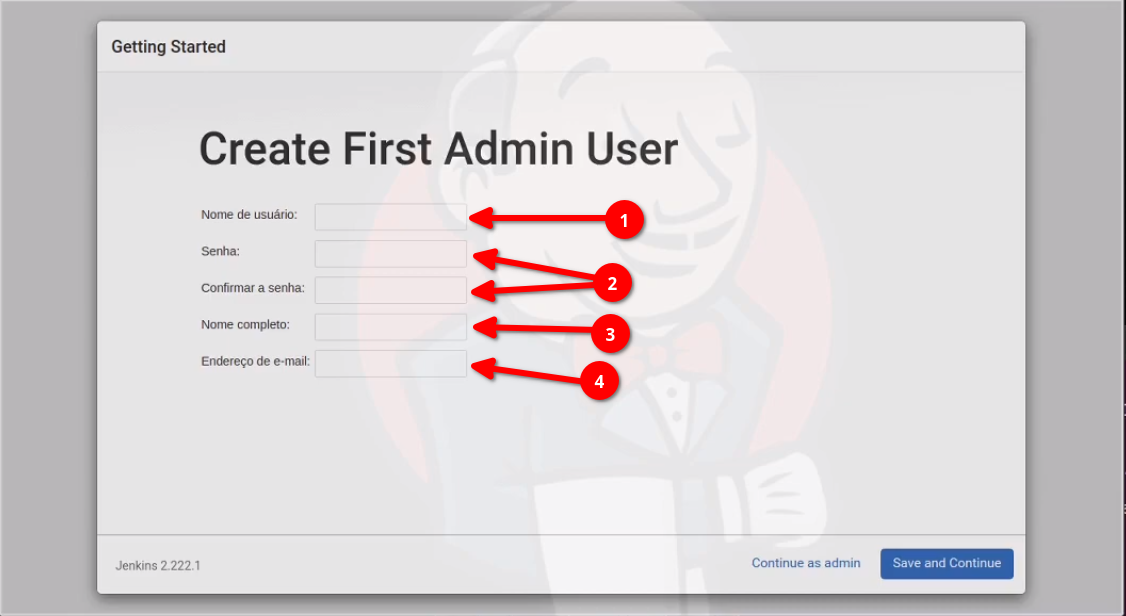 Getting Started
Create First Admin User
Nome de usuário:
1
Senha:
2
Confirmar a senha:
Nome completo:
3
Endereço de e-mail:
4
Jenkins 2.222.1
Continue as admin
Save and Continue